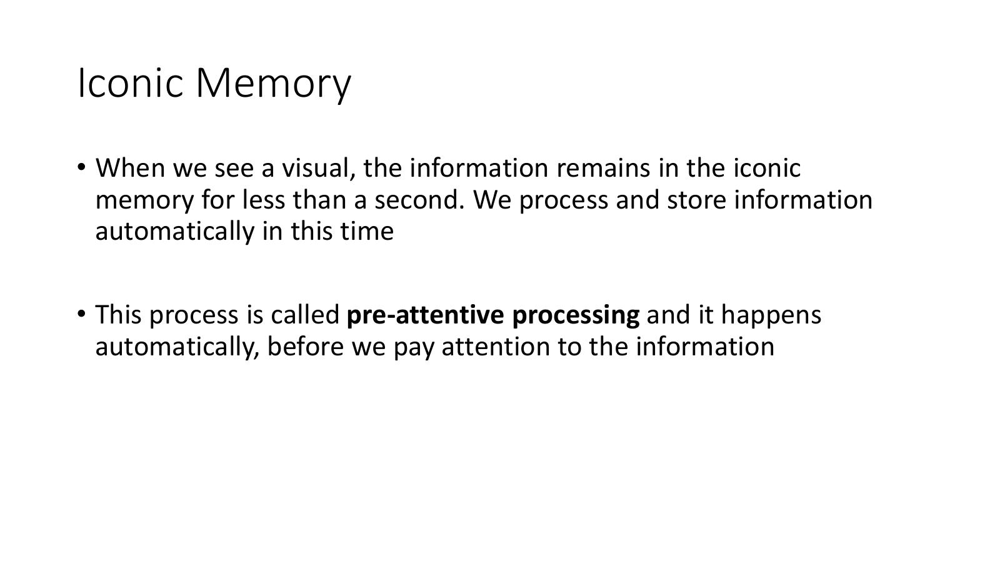 Iconic Memory
• When we see a visual, the information remains in the iconic
memory for less than a second. We process and store information
automatically in this time
• This process is called pre-attentive processing and it happens
automatically, before we pay attention to the information